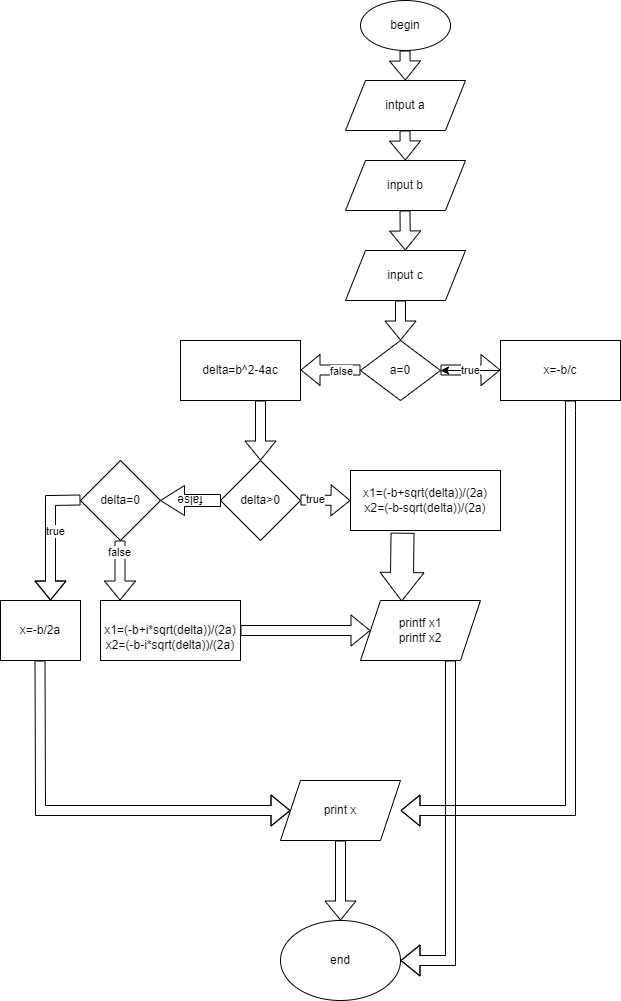 begin
intput a
input b
input c
delta=b^2-4ac
false
a=0
true
x=-b/c
delta=0
false
delta>0
true
x1=(-b+sqrt(delta))/(2a)
x2=(-b-sqrt(delta))/(2a)
true
false
x=-b/2a
x1=(-b+i*sqrt(delta))/(2a)
x2=(-b-i*sqrt(delta))/(2a)
printf x1
printf x2
print x
end